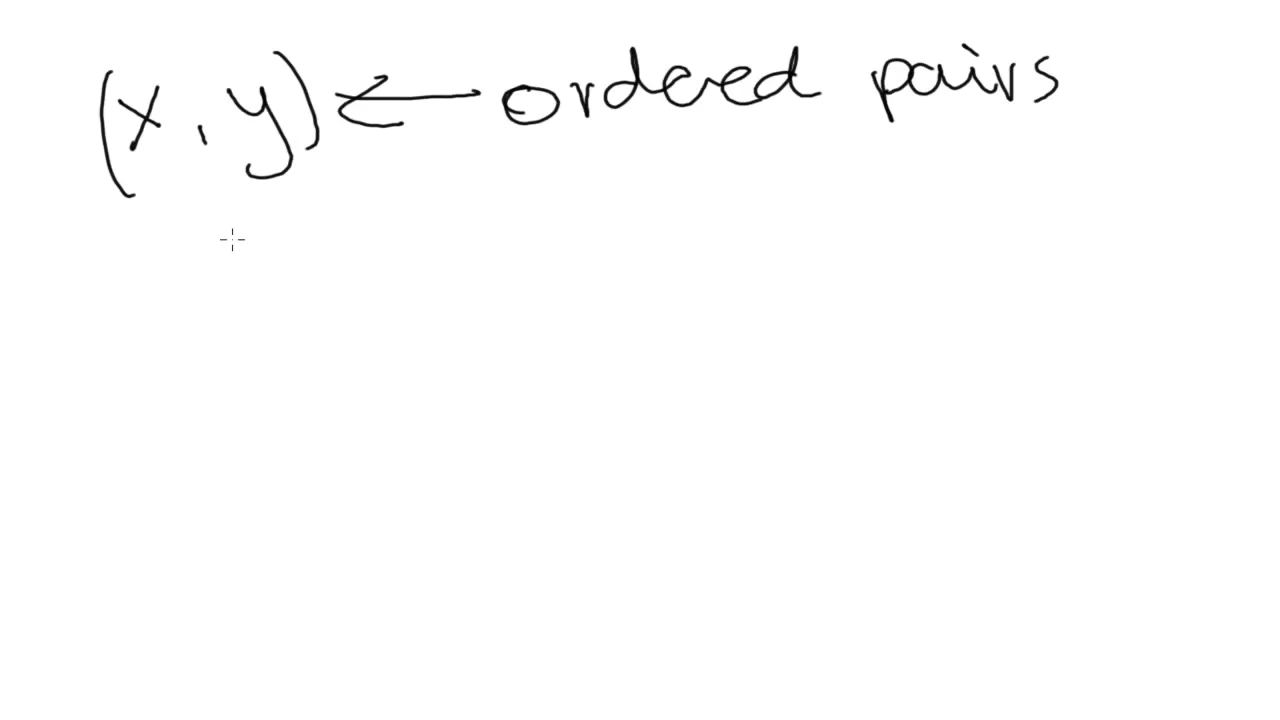 (x, y) ← ordered pairs